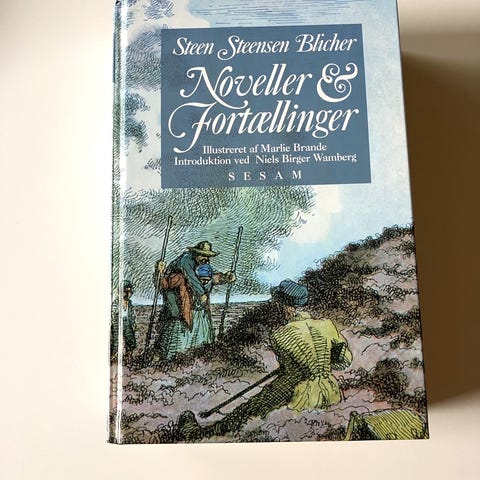 Steen Steensen Blicher
Noveller &
Fortællinger
Illustreret af Marlie Brande
Introduktion ved Niels Birger Wamberg
SESAM